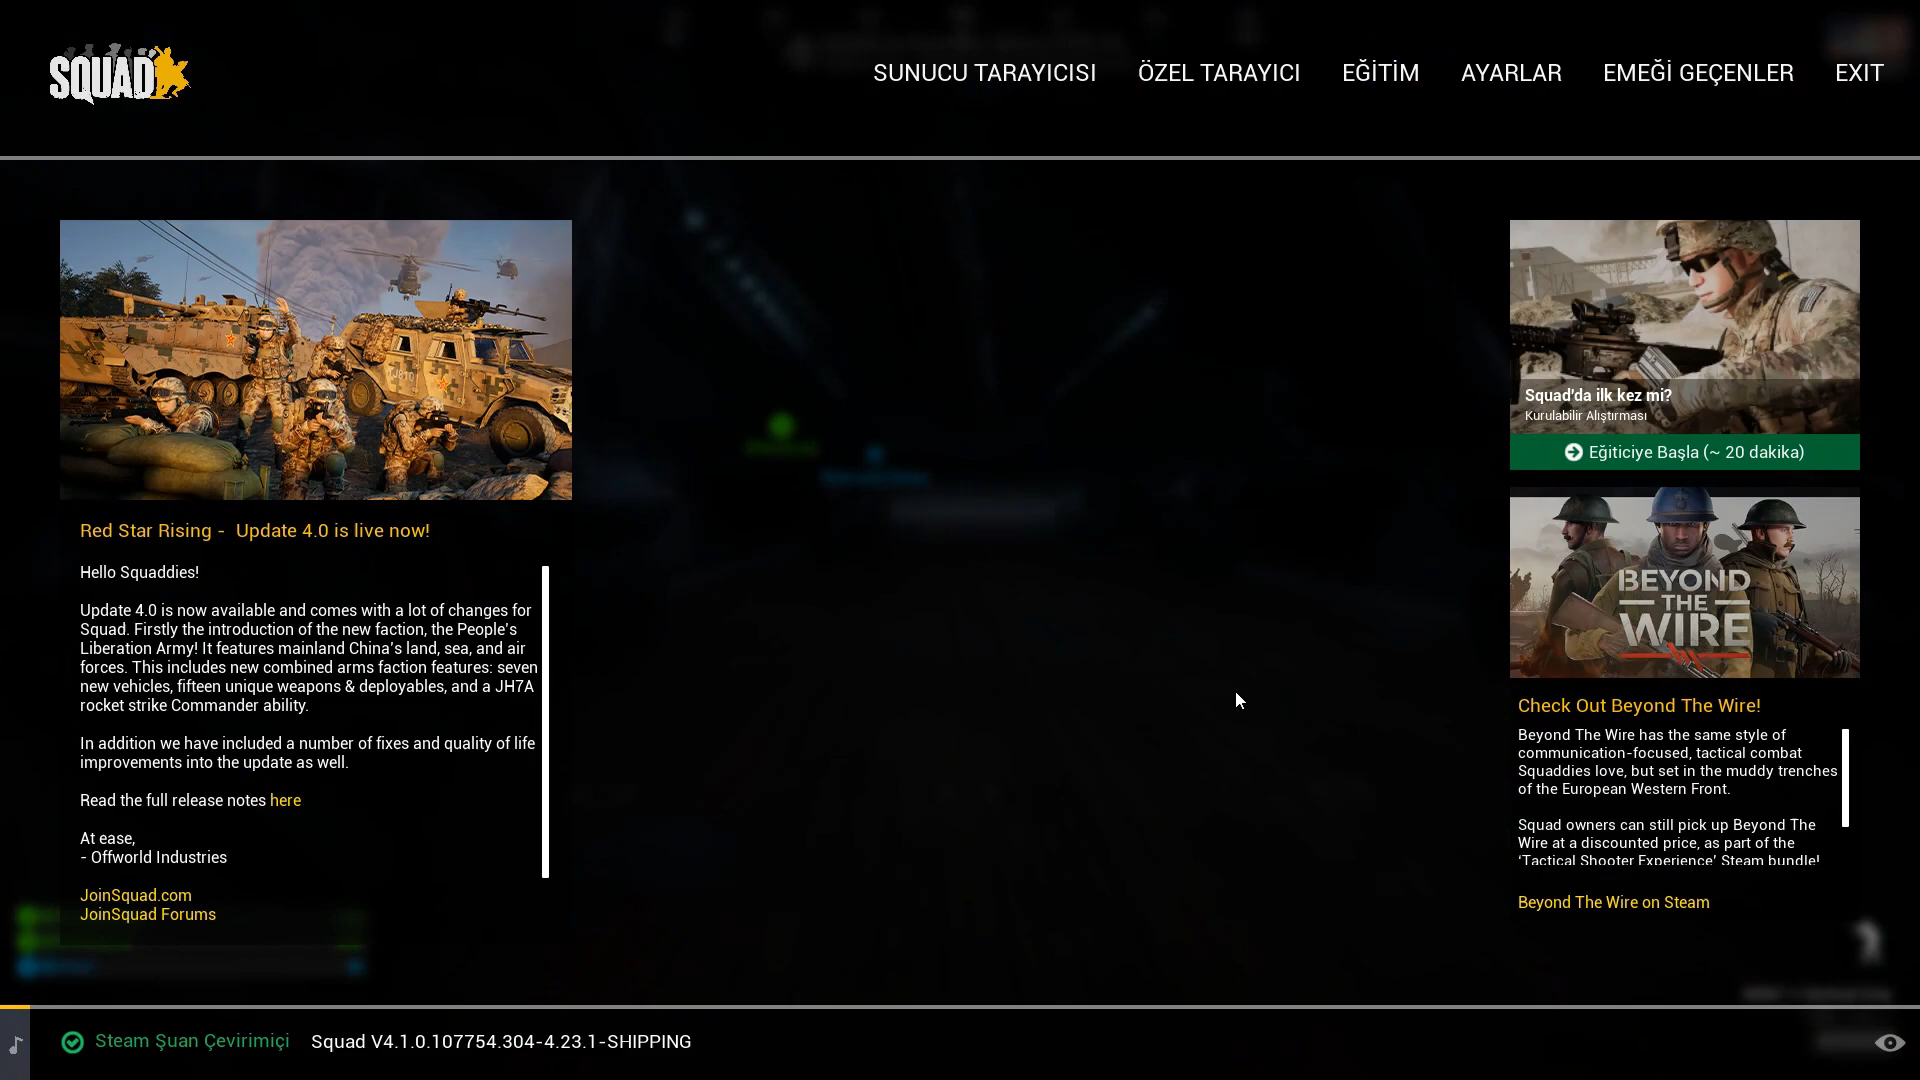 SQUAD
SUNUCU TARAYICISI ÖZEL TARAYICI EĞİTİM AYARLAR EMEĞİ GEÇENLER EXIT
Red Star Rising -  Update 4.0 is live now!
Hello Squaddies!
Update 4.0 is now available and comes with a lot of changes for
Squad. Firstly the introduction of the new faction, the People's
Liberation Army! It features mainland China's land, sea, and air
forces. This includes new combined arms faction features: seven
new vehicles, fifteen unique weapons & deployables, and a JH7A
rocket strike Commander ability.
In addition we have included a number of fixes and quality of life
improvements into the update as well.
Read the full release notes here
At ease,
- Offworld Industries
JoinSquad.com
JoinSquad Forums
Squad'da ilk kez mi?
Kurulabilir Alıştırması
Eğiticiye Başla (~ 20 dakika)
BEYOND
THE
WIRE
Check Out Beyond The Wire!
Beyond The Wire has the same style of
communication-focused, tactical combat
Squaddies love, but set in the muddy trenches
of the European Western Front.
Squad owners can still pick up Beyond The
Wire at a discounted price, as part of the
‘Tactical Shooter Experience’ Steam bundle!
Beyond The Wire on Steam
Steam Şuan Çevirimiçi Squad V4.1.0.107754.304-4.23.1-SHIPPING